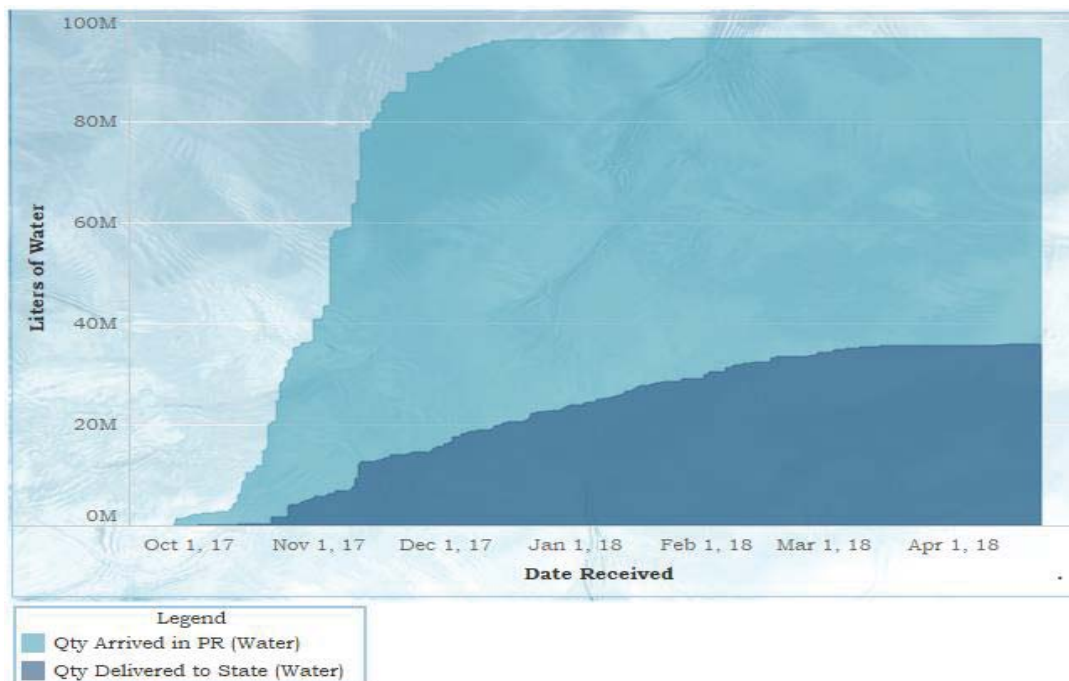 100M
80M
60M
40M
20M
0M
Liters of Water
Oct 1, 17 Nov 1, 17 Dec 1, 17 Jan 1, 18 Feb 1, 18 Mar 1, 18 Apr 1, 18
Date Received .
Legend
Qty Arrived in PR (Water)
Qty Delivered to State (Water)